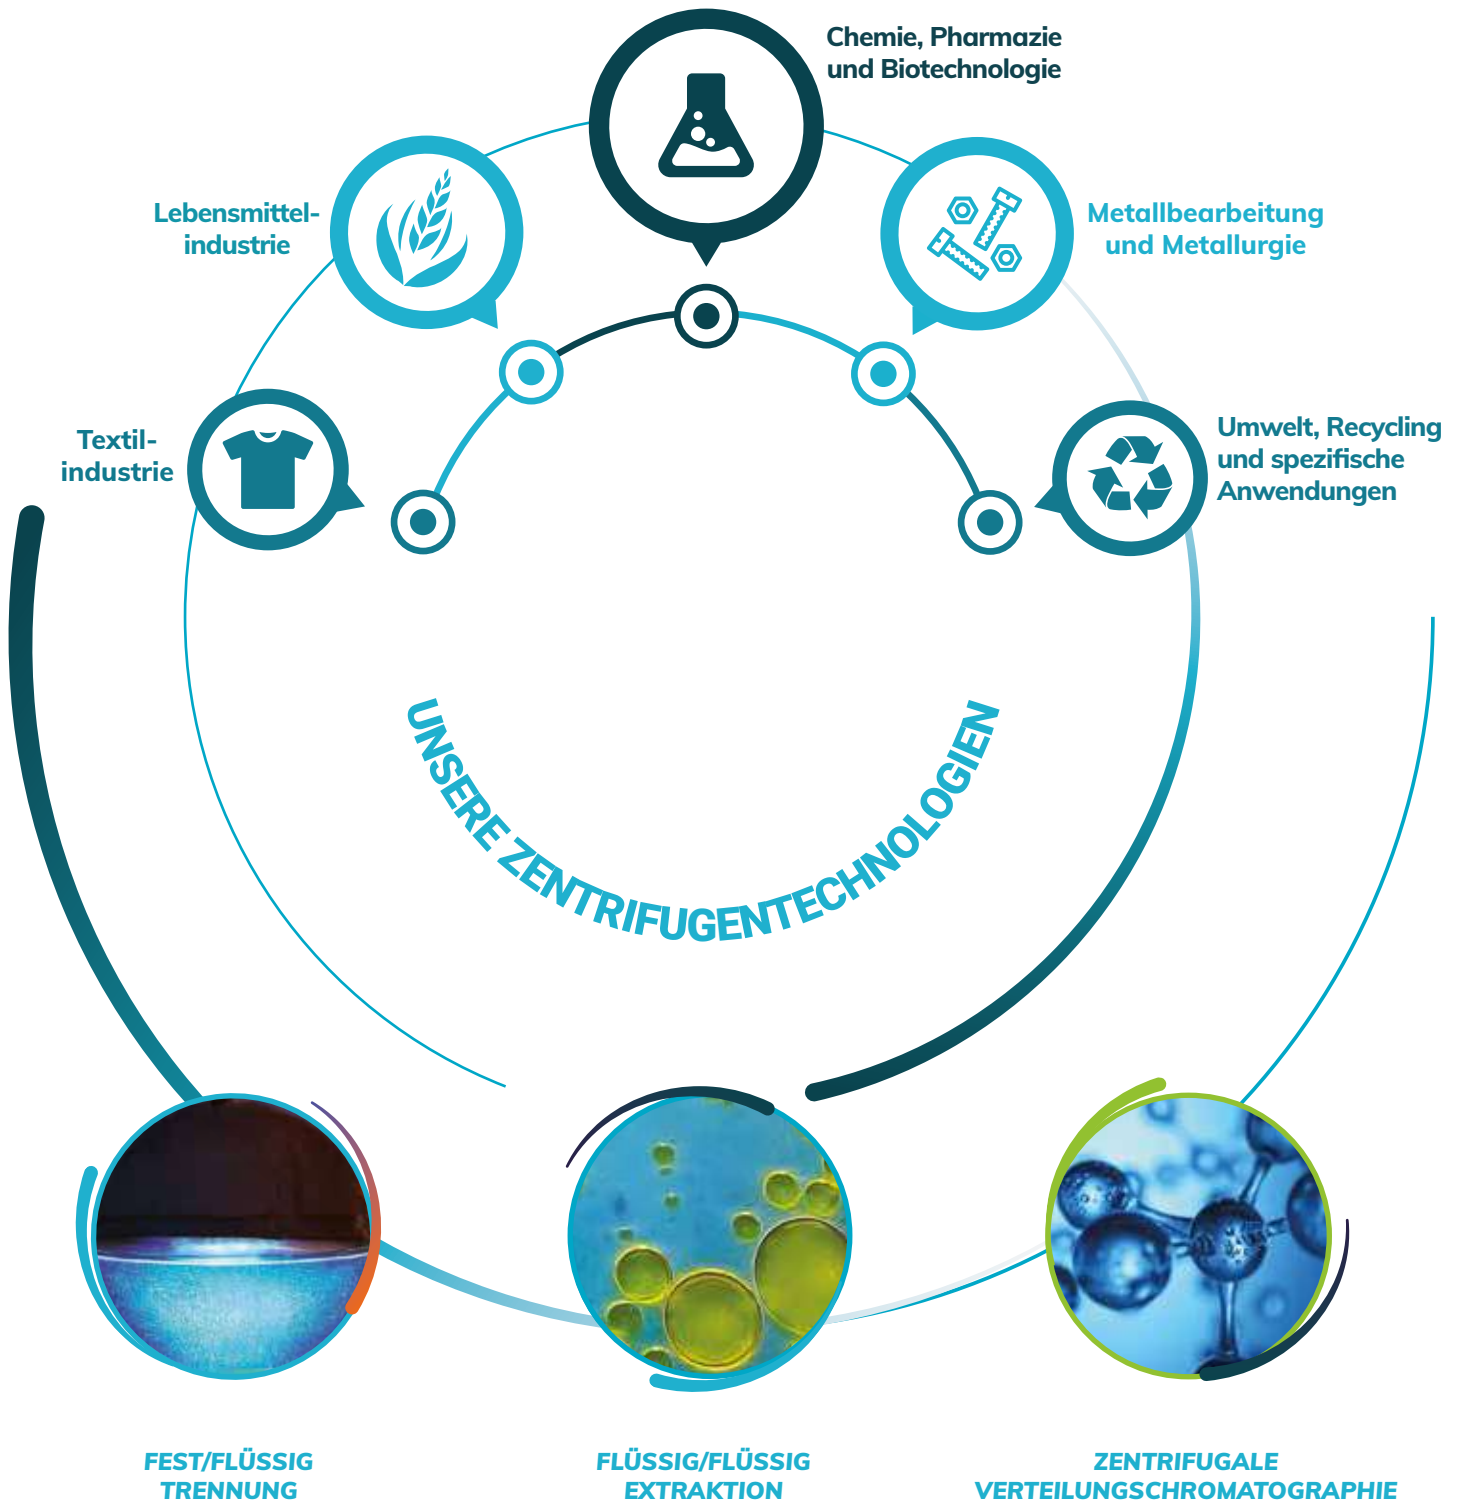 Chemie, Pharmazie
und Biotechnologie
Lebensmittel-
industrie
Metallbearbeitung
und Metallurgie
Textil-
industrie
Umwelt, Recycling
und spezifische
Anwendungen
UNSERE ZENTRIFUGENTECHNOLOGIEN
FEST/FLÜSSIG
TRENNUNG
FLÜSSIG/FLÜSSIG
EXTRAKTION
ZENTRIFUGALE
VERTEILUNGSCHROMATOGRAPHIE